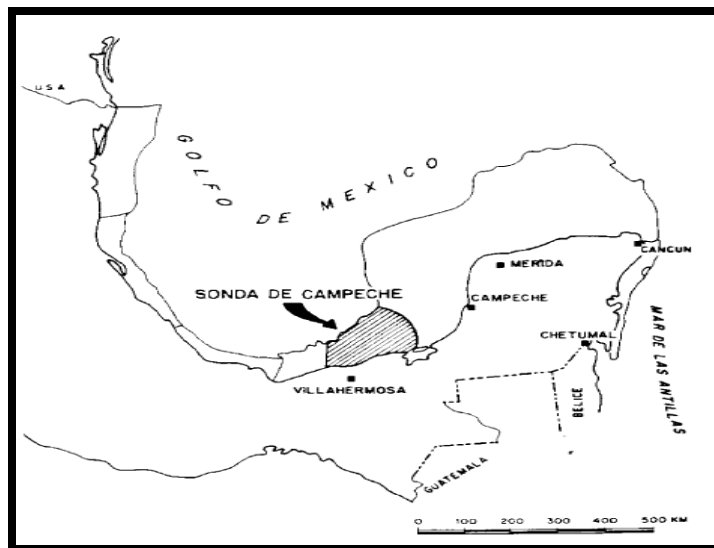 USA
GOLFO DE MEXICO
CANCUN
MERIDA
SONDA DE CAMPECHE
CAMPECHE
MAR DE LAS ANTILLAS
CHETUMAL
VILLAHERMOSA
BELICE
GUATEMALA
0 100 200 300 400 500 KM